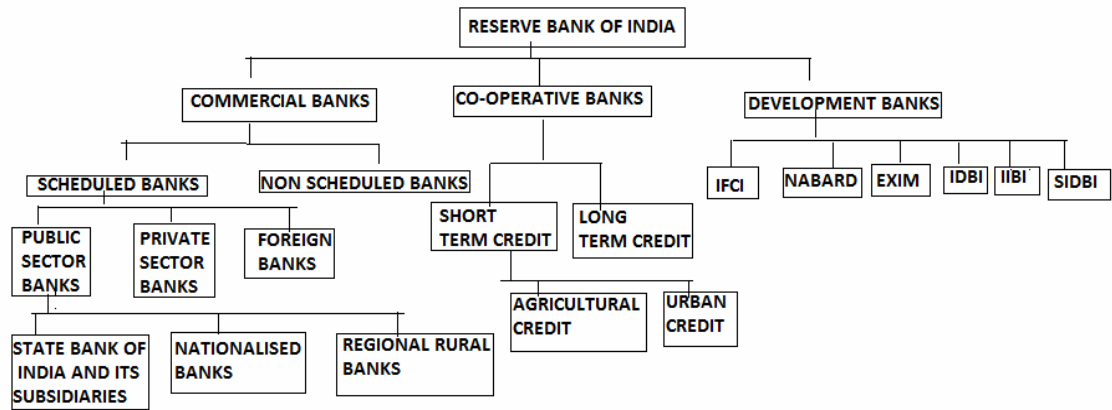 RESERVE BANK OF INDIA
COMMERCIAL BANKS
CO-OPERATIVE BANKS
DEVELOPMENT BANKS
SCHEDULED BANKS
NON SCHEDULED BANKS
IFCI
NABARD
EXIM
IDBI
IIBI
SIDBI
PUBLIC
SECTOR
BANKS
PRIVATE
SECTOR
BANKS
FOREIGN
BANKS
SHORT
TERM CREDIT
LONG
TERM CREDIT
AGRICULTURAL
CREDIT
URBAN
CREDIT
STATE BANK OF
INDIA AND ITS
SUBSIDIARIES
NATIONALISED
BANKS
REGIONAL RURAL
BANKS